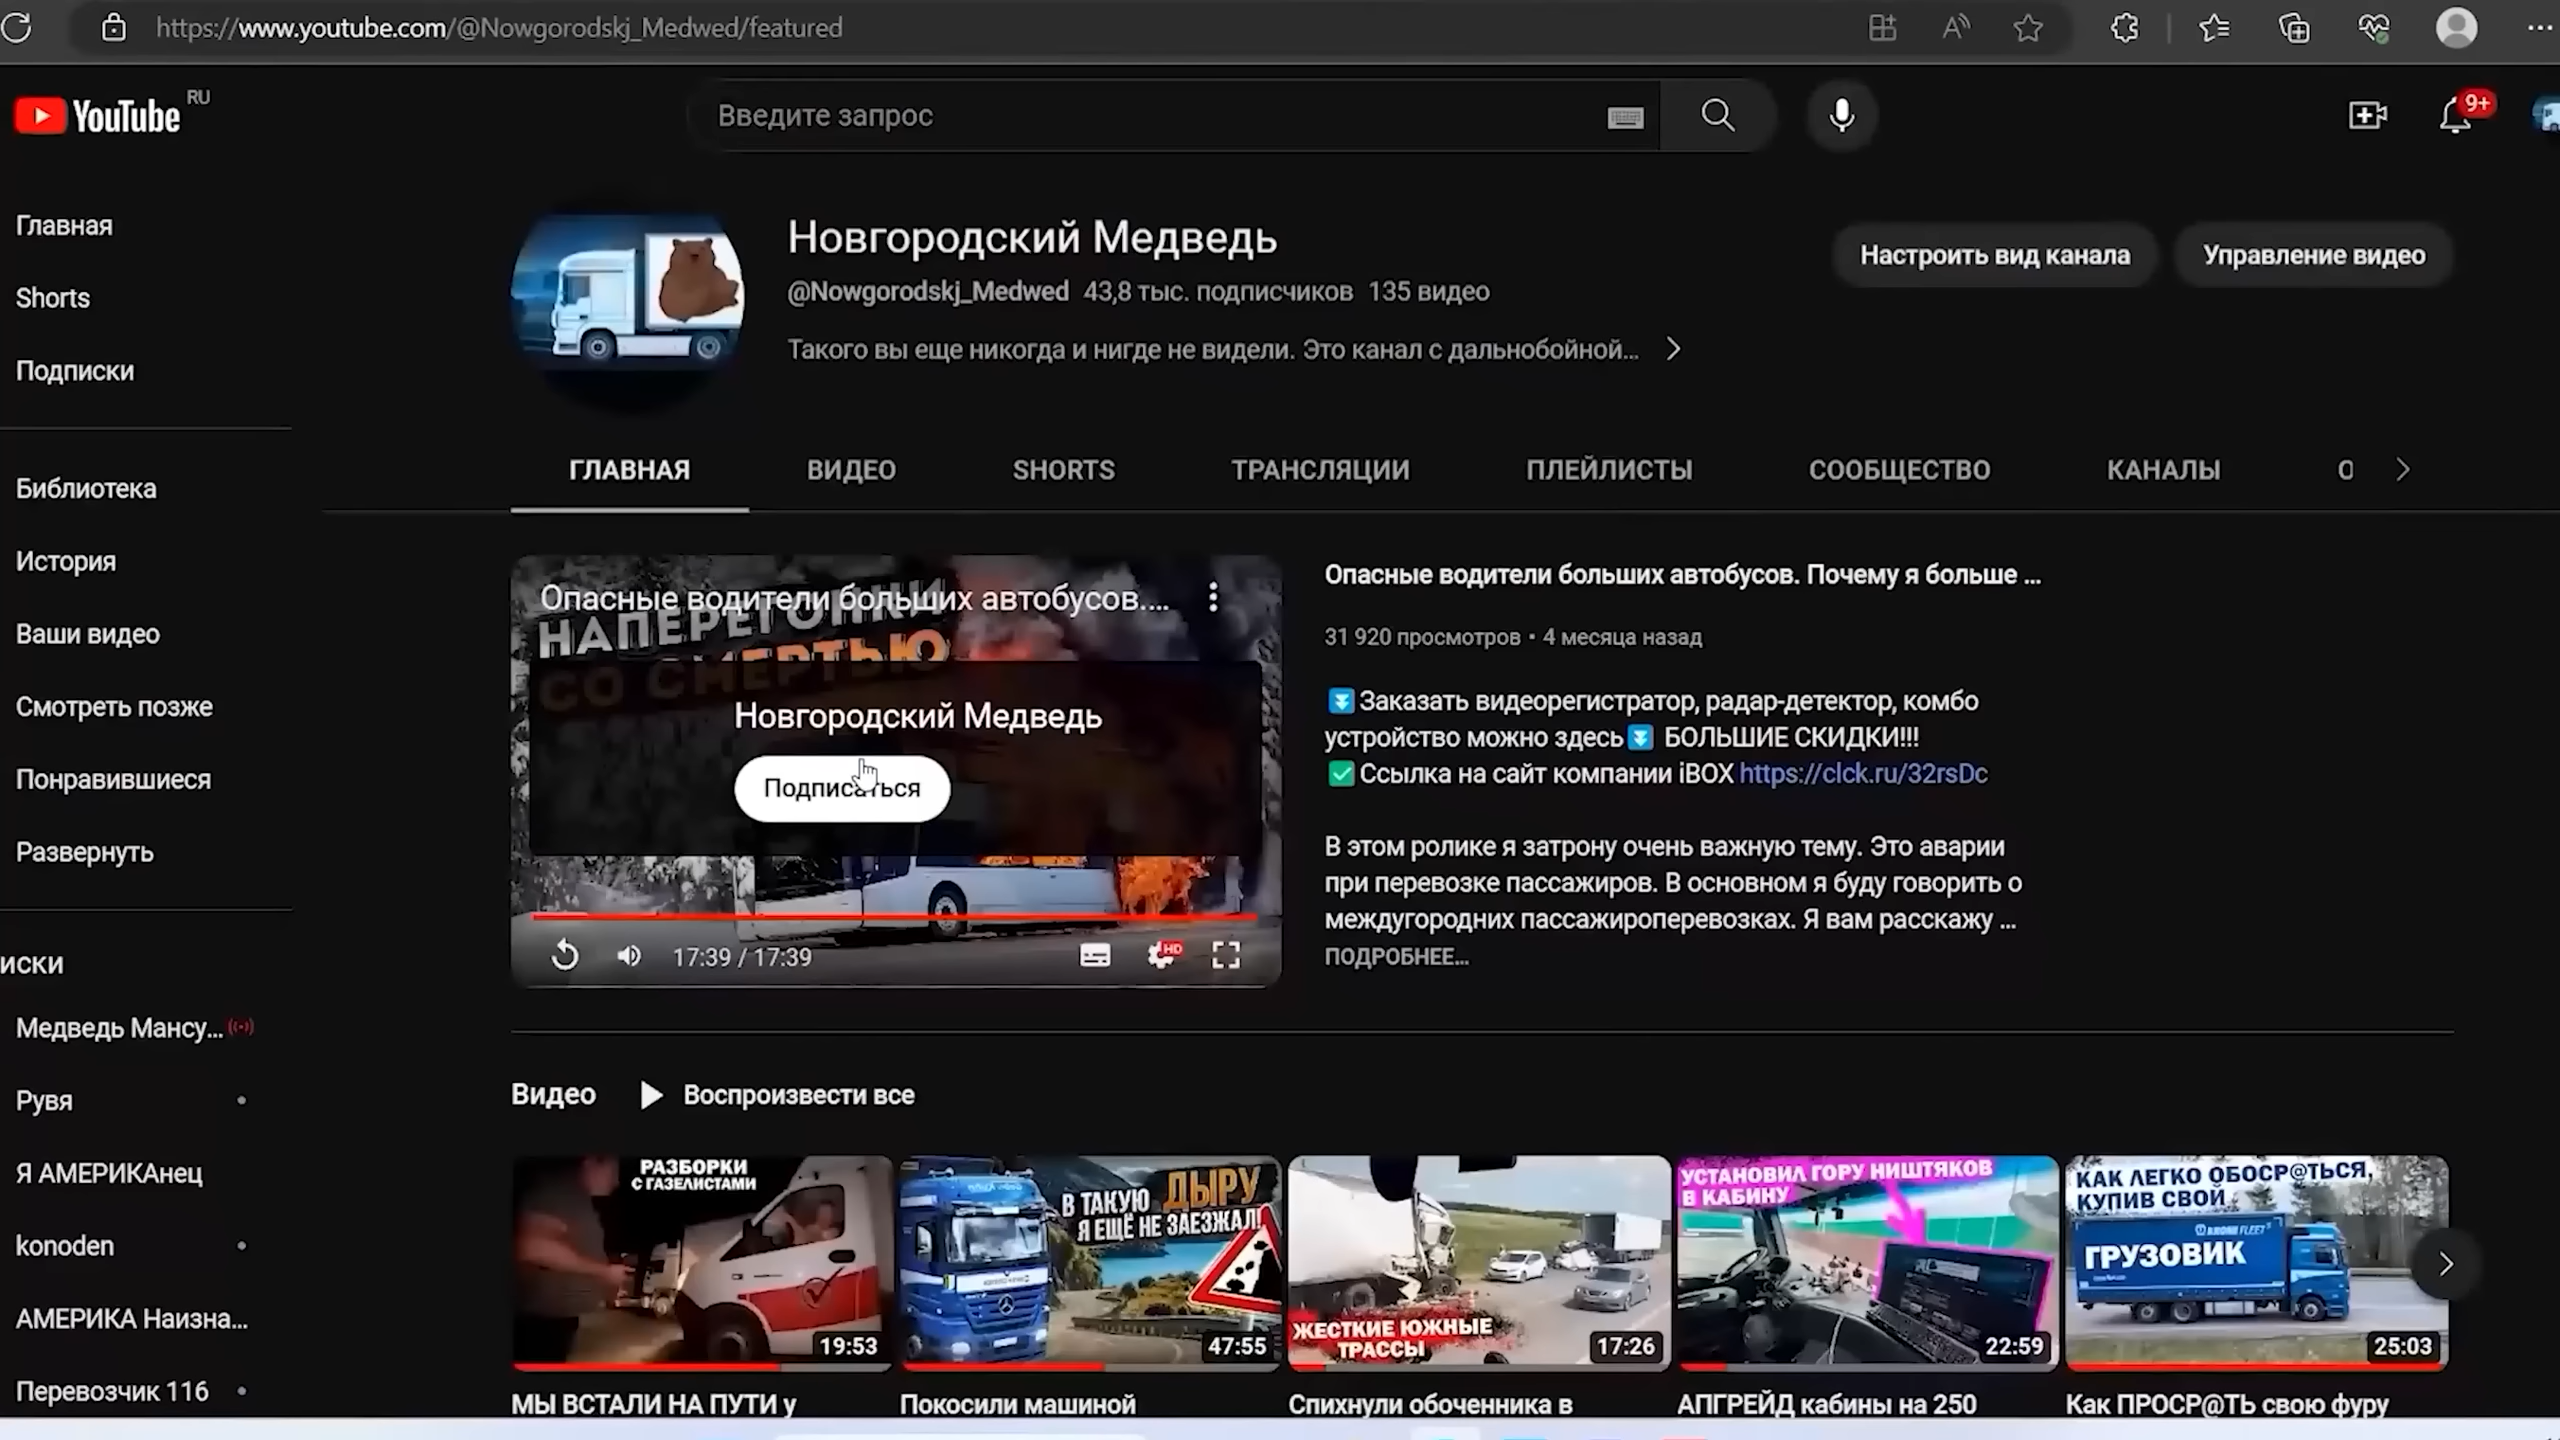 https://www.youtube.com/@Nowgorodskj_Medwed/featured
YouTube RU
Введите запрос
9+
Главная
Shorts
Подписки
Библиотека
История
Ваши видео
Смотреть позже
Понравившиеся
Развернуть
иски
Медведь Мансу...
Рувя
Я АМЕРИКАнец
konoden
АМЕРИКА Наизна...
Перевозчик 116
Новгородский Медведь
@Nowgorodskj_Medwed 43,8 тыс. подписчиков 135 видео
Такого вы еще никогда и нигде не видели. Это канал с дальнобойной...
Настроить вид канала
Управление видео
ГЛАВНАЯ
ВИДЕО
SHORTS
ТРАНСЛЯЦИИ
ПЛЕЙЛИСТЫ
СООБЩЕСТВО
КАНАЛЫ
О
Опасные водители больших автобусов....
НАПЕРЕГОНКИ
СО СМЕРТЬЮ
Новгородский Медведь
Подписаться
17:39 / 17:39
HD
Опасные водители больших автобусов. Почему я больше ...
31 920 просмотров • 4 месяца назад
Заказать видеорегистратор, радар-детектор, комбо
устройство можно здесь БОЛЬШИЕ СКИДКИ!!!
Ссылка на сайт компании iBOX https://clck.ru/32rsDc
В этом ролике я затрону очень важную тему. Это аварии
при перевозке пассажиров. В основном я буду говорить о
междугородних пассажироперевозках. Я вам расскажу ...
ПОДРОБНЕЕ...
Видео
Воспроизвести все
РАЗБОРКИ
С ГАЗЕЛИСТАМИ
19:53
МЫ ВСТАЛИ НА ПУТИ у
В ТАКУЮ ДЫРУ
Я ЕЩЁ НЕ ЗАЕЗЖАЛ!
47:55
Покосили машиной
ЖЕСТКИЕ ЮЖНЫЕ
ТРАССЫ
17:26
Спихнули обоченника в
УСТАНОВИЛ ГОРУ НИШТЯКОВ
В КАБИНУ
22:59
АПГРЕЙД кабины на 250
КАК ЛЕГКО ОБОСР@ТЬСЯ,
КУПИВ СВОЙ
ГРУЗОВИК
25:03
Как ПРОСР@ТЬ свою фуру